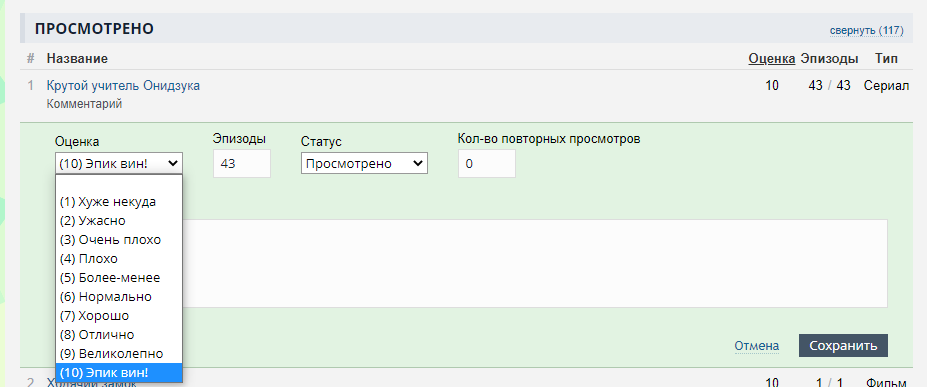 ПРОСМОТРЕНО свернуть (117)
# Название Оценка Эпизоды Тип
1 Крутой учитель Онидзука 10 43 / 43 Сериал
Комментарий
Оценка Эпизоды Статус Кол-во повторных просмотров
(10) Эпик вин! 43 Просмотрено 0
(1) Хуже некуда
(2) Ужасно
(3) Очень плохо
(4) Плохо
(5) Более-менее
(6) Нормально
(7) Хорошо
(8) Отлично
(9) Великолепно
(10) Эпик вин!
Отмена Сохранить
2 Ходячий замок 10 1 / 1 Фильм